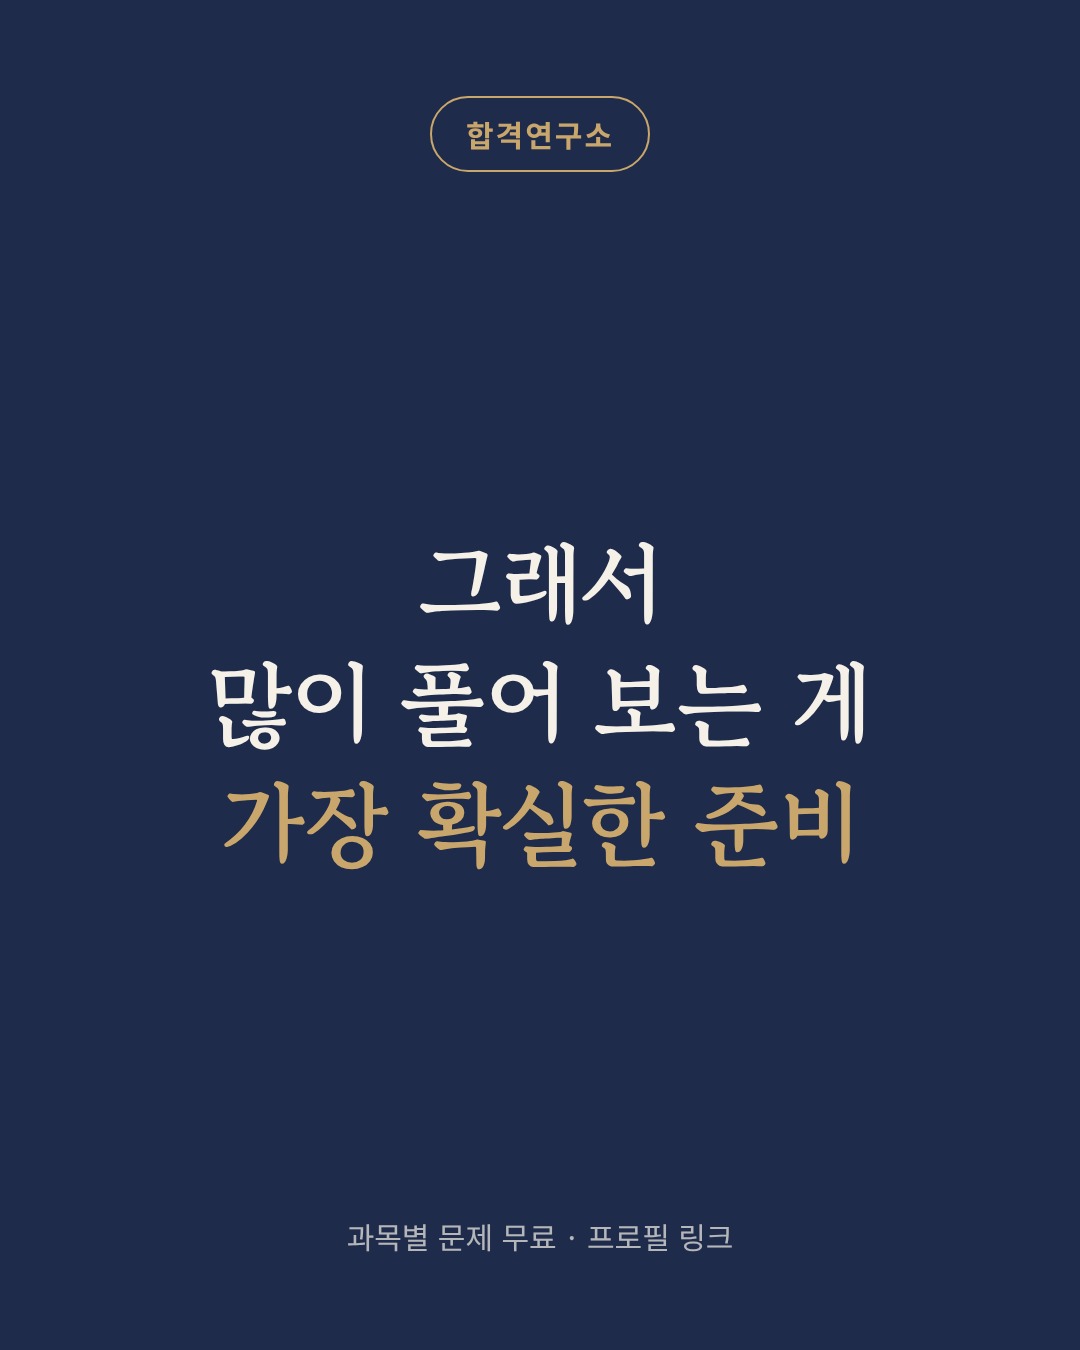 합격연구소
그래서
많이 풀어 보는 게
가장 확실한 준비
과목별 문제 무료 · 프로필 링크